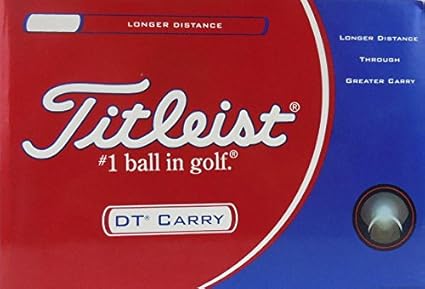 LONGER DISTANCE
Titleist®
#1 ball in golf.®
DT® CARRY
LONGER DISTANCE
THROUGH
GREATER CARRY